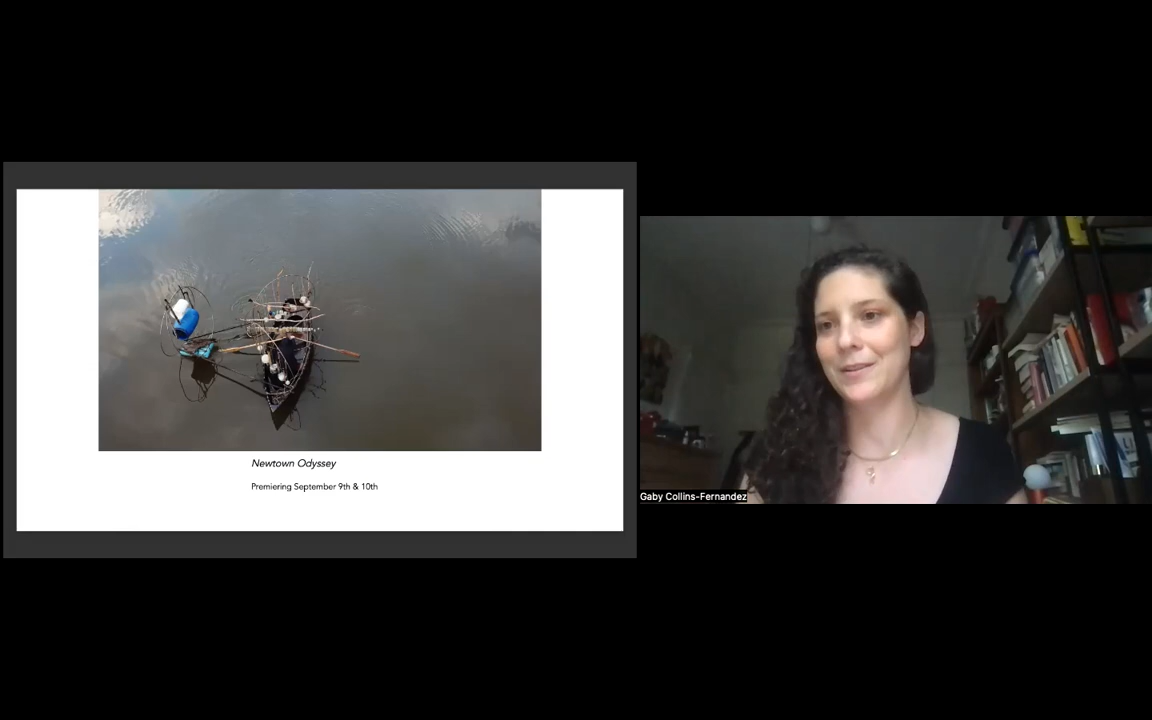 Newtown Odyssey
Premiering September 9th & 10th
Gaby Collins-Fernandez